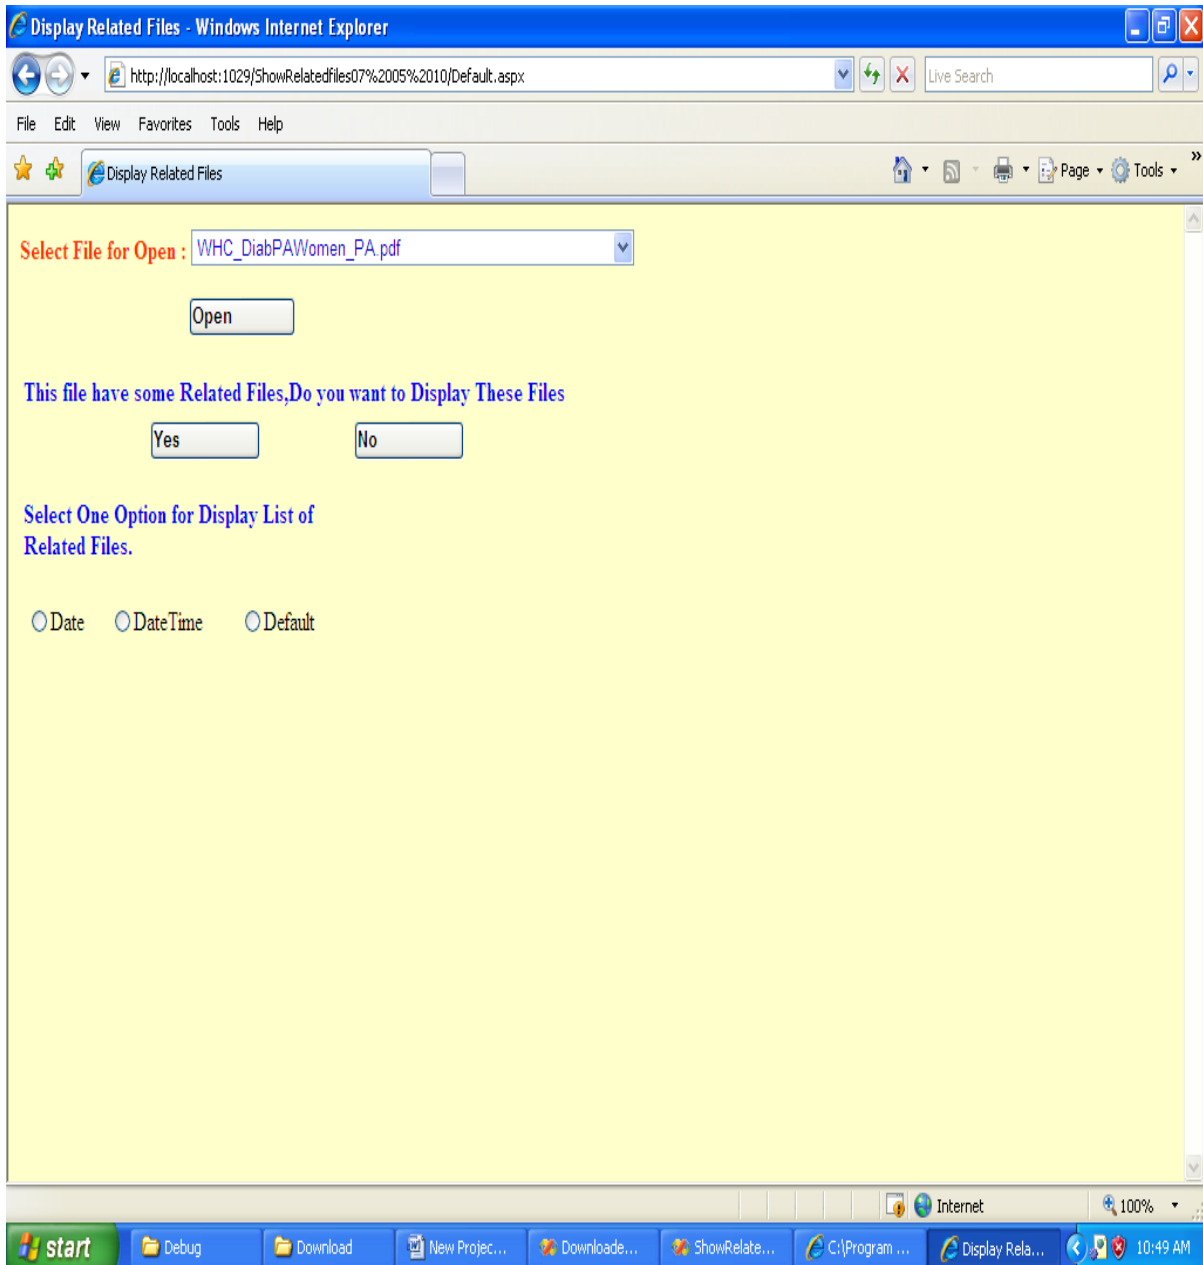 Display Related Files - Windows Internet Explorer
http://localhost:1029/ShowRelatedfiles07%2005%2010/Default.aspx
Live Search
File Edit View Favorites Tools Help
Display Related Files
Page Tools »
Select File for Open : WHC_DiabPAWomen_PA.pdf
Open
This file have some Related Files,Do you want to Display These Files
Yes No
Select One Option for Display List of
Related Files.
Date DateTime Default
Internet 100%
start Debug Download New Projec... Downloade... ShowRelate... C:\Program ... Display Rela... 10:49 AM